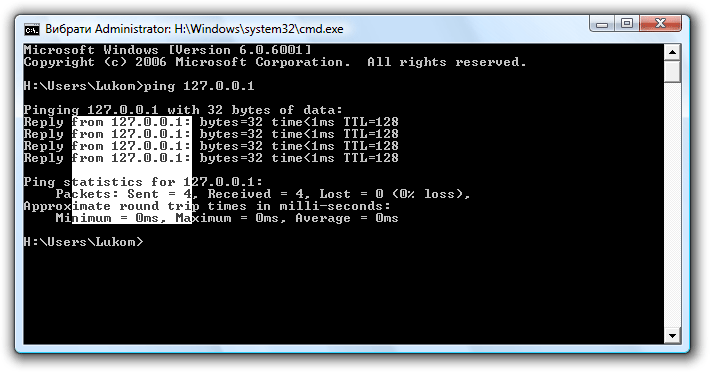 Вибрати Administrator: H:\Windows\system32\cmd.exe
Microsoft Windows [Version 6.0.6001]
Copyright (c) 2006 Microsoft Corporation.  All rights reserved.
H:\Users\Lukom>ping 127.0.0.1
Pinging 127.0.0.1 with 32 bytes of data:
Reply from 127.0.0.1: bytes=32 time<1ms TTL=128
Reply from 127.0.0.1: bytes=32 time<1ms TTL=128
Reply from 127.0.0.1: bytes=32 time<1ms TTL=128
Reply from 127.0.0.1: bytes=32 time<1ms TTL=128
Ping statistics for 127.0.0.1:
    Packets: Sent = 4, Received = 4, Lost = 0 (0% loss),
Approximate round trip times in milli-seconds:
    Minimum = 0ms, Maximum = 0ms, Average = 0ms
H:\Users\Lukom>